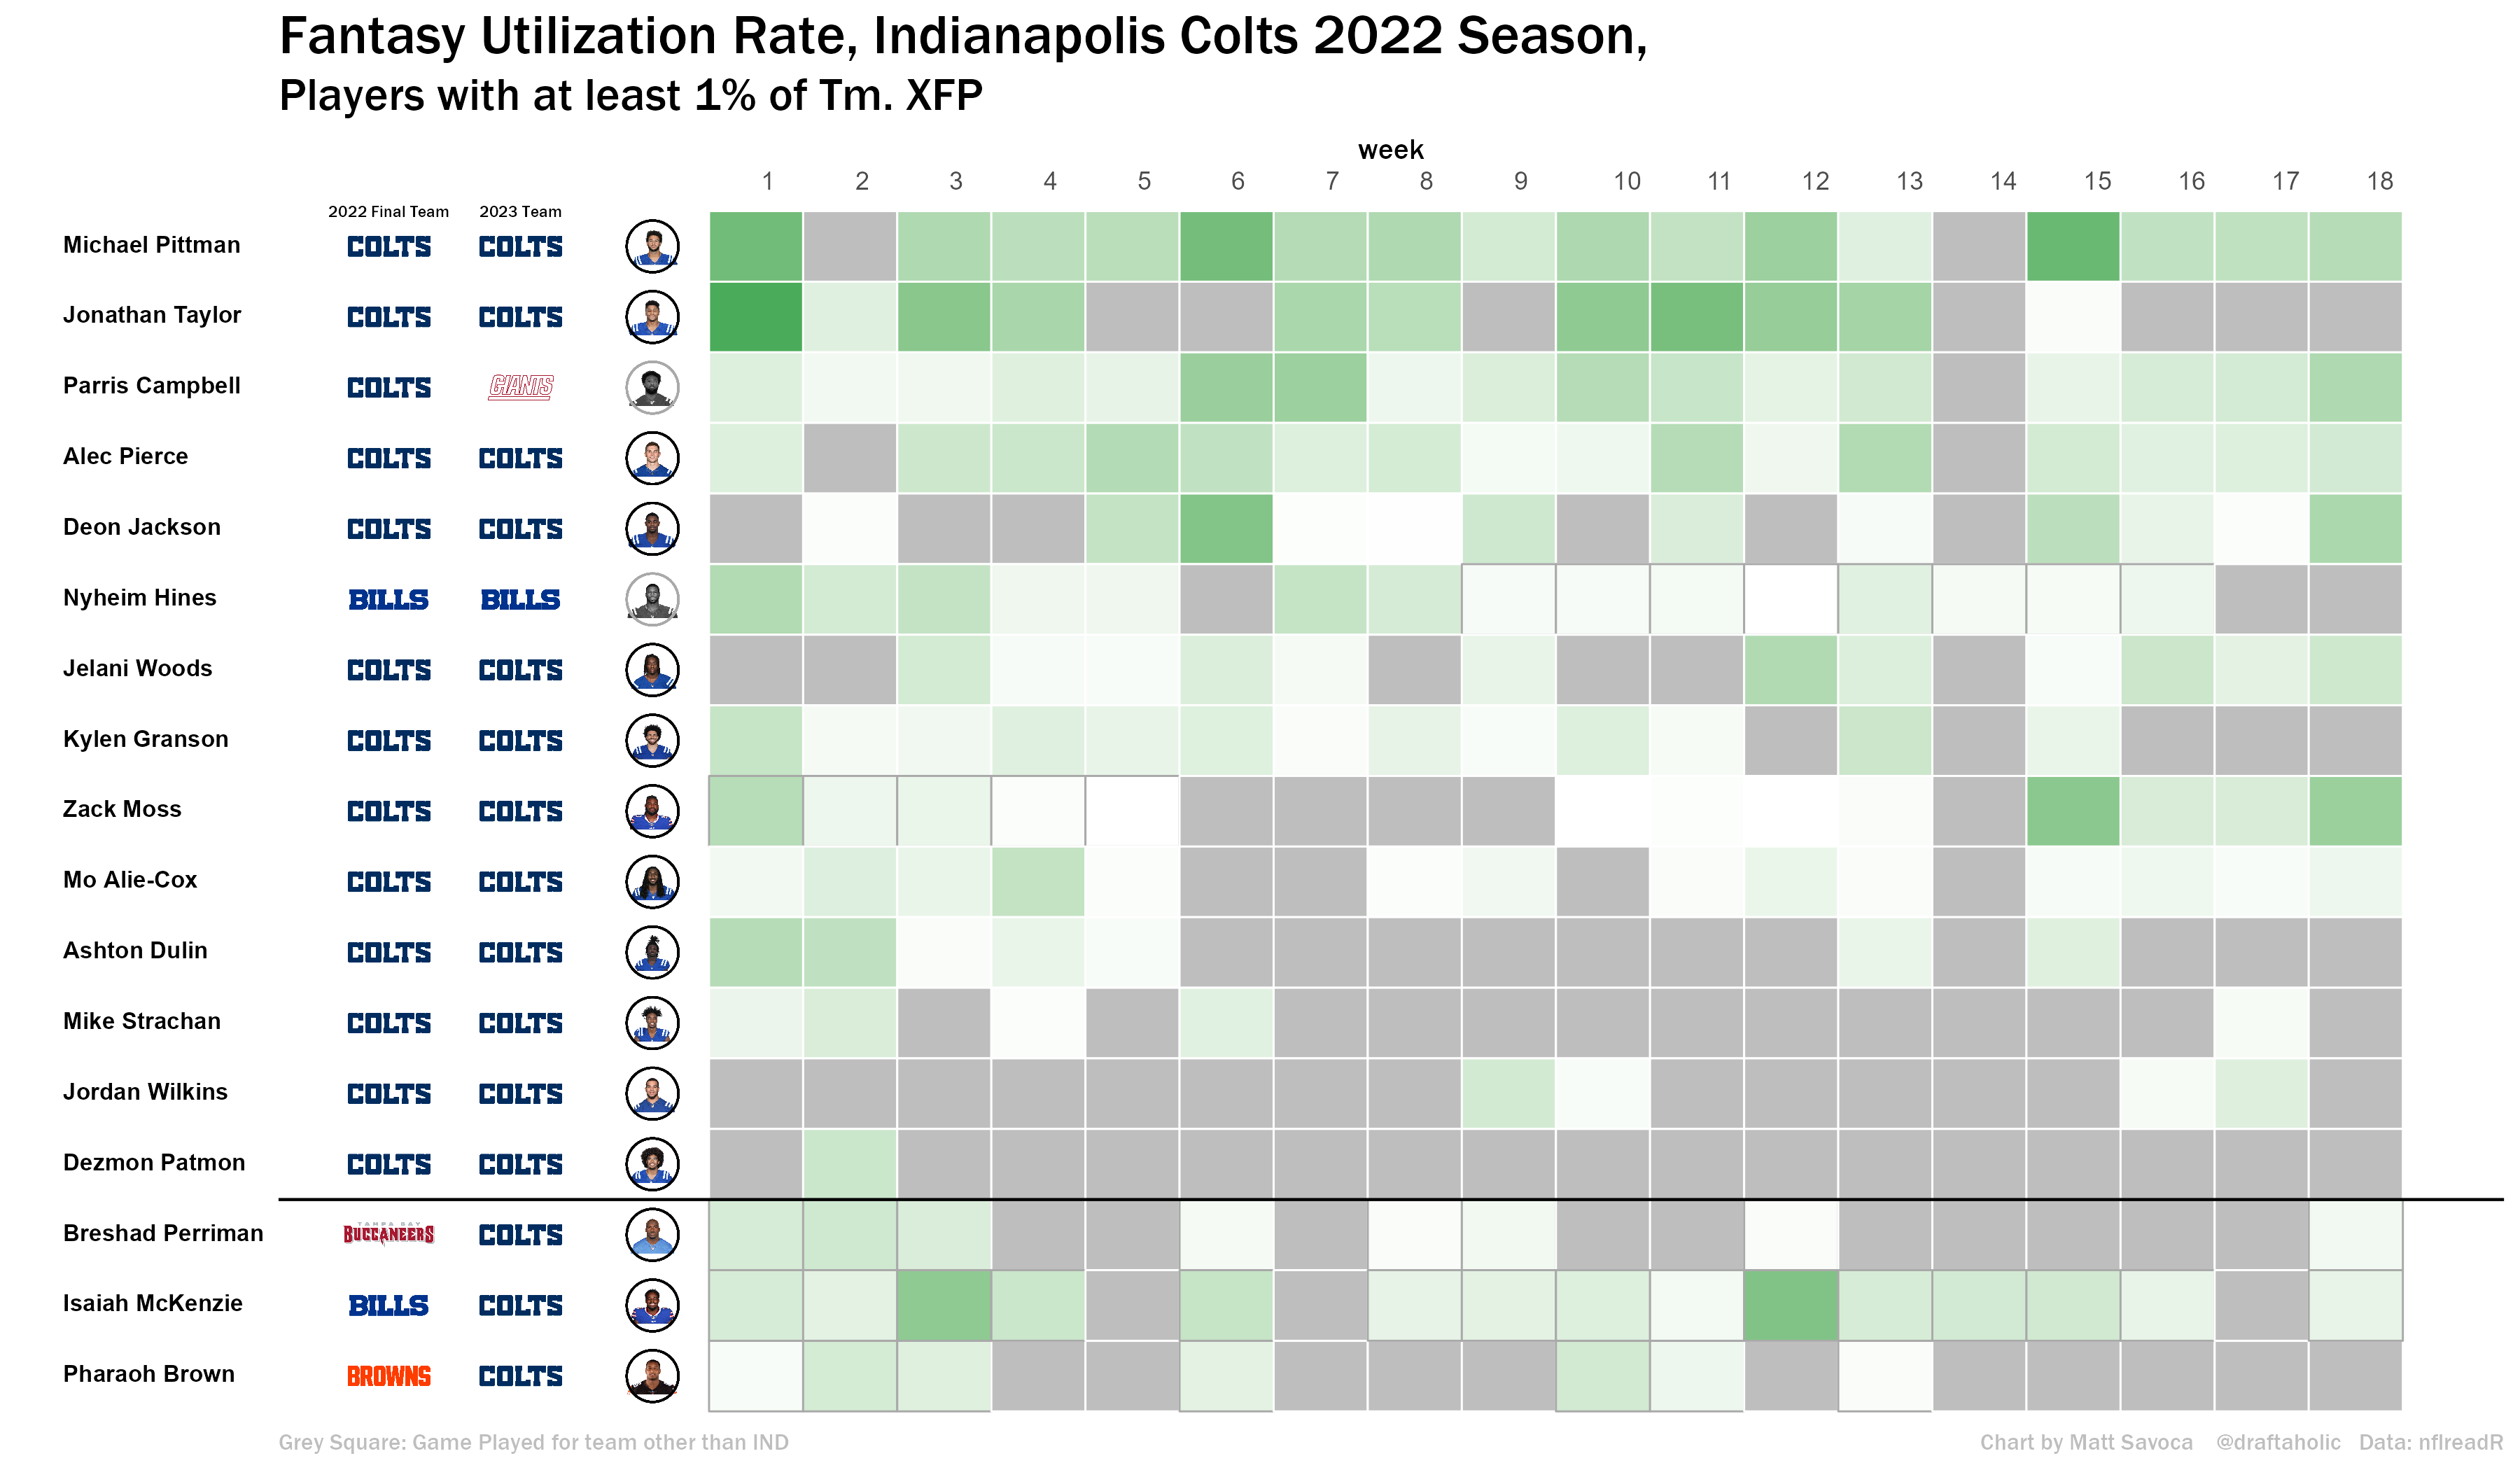 Fantasy Utilization Rate, Indianapolis Colts 2022 Season,
Players with at least 1% of Tm. XFP
week
1 2 3 4 5 6 7 8 9 10 11 12 13 14 15 16 17 18
2022 Final Team 2023 Team
Michael Pittman COLTS COLTS
Jonathan Taylor COLTS COLTS
Parris Campbell COLTS GIANTS
Alec Pierce COLTS COLTS
Deon Jackson COLTS COLTS
Nyheim Hines BILLS BILLS
Jelani Woods COLTS COLTS
Kylen Granson COLTS COLTS
Zack Moss COLTS COLTS
Mo Alie-Cox COLTS COLTS
Ashton Dulin COLTS COLTS
Mike Strachan COLTS COLTS
Jordan Wilkins COLTS COLTS
Dezmon Patmon COLTS COLTS
Breshad Perriman TAMPA BAY BUCCANEERS COLTS
Isaiah McKenzie BILLS COLTS
Pharaoh Brown BROWNS COLTS
Grey Square: Game Played for team other than IND
Chart by Matt Savoca @draftaholic Data: nflreadR